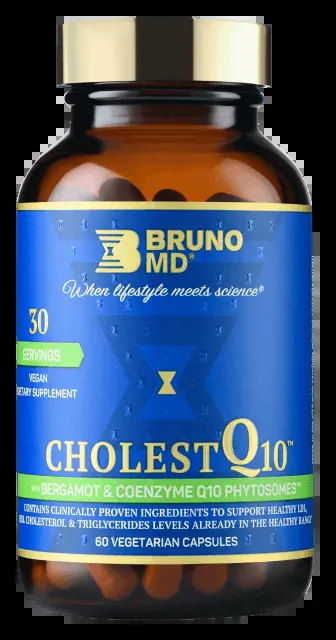 BRUNO
MD®
When lifestyle meets science®
30
SERVINGS
VEGAN
DIETARY SUPPLEMENT
CHOLESTQ10™
WITH BERGAMOT & COENZYME Q10 PHYTOSOMES™
CONTAINS CLINICALLY PROVEN INGREDIENTS TO SUPPORT HEALTHY LDL,
HDL CHOLESTEROL & TRIGLYCERIDES LEVELS ALREADY IN THE HEALTHY RANGE
60 VEGETARIAN CAPSULES